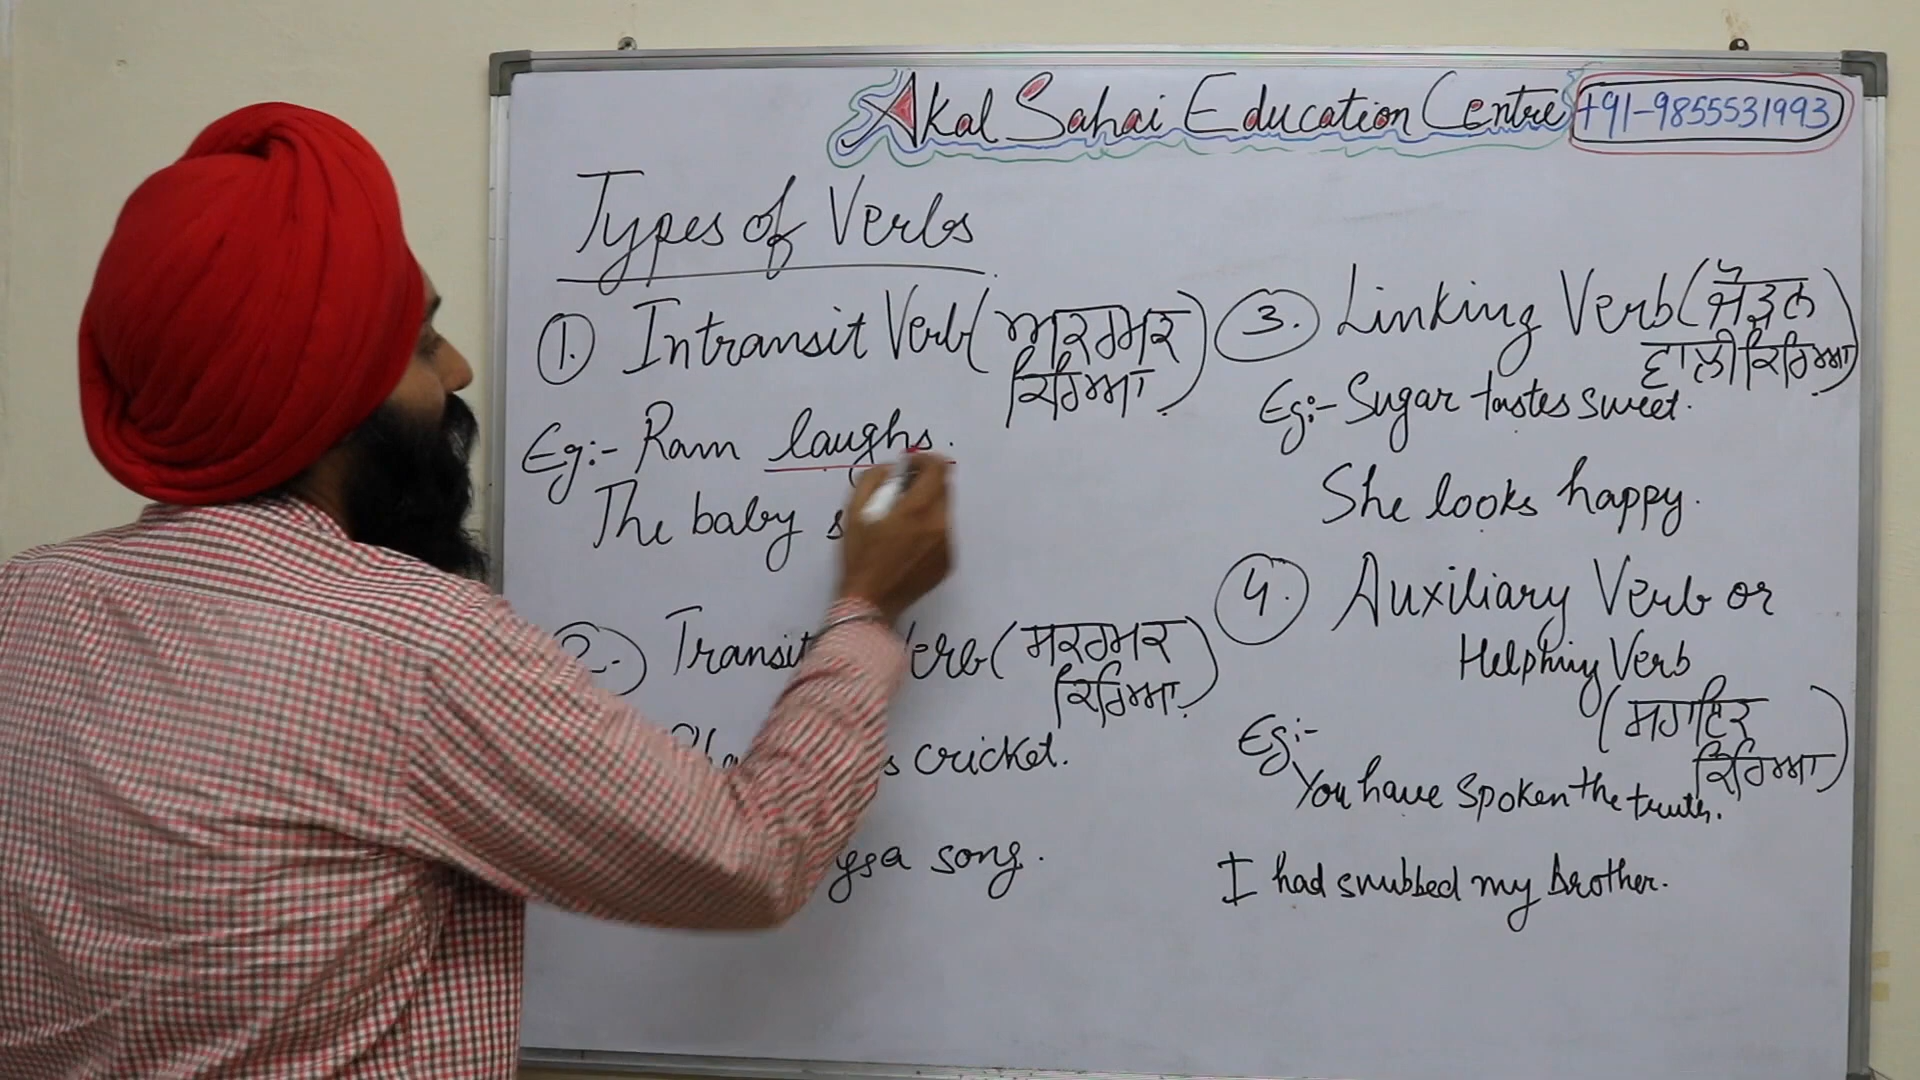 Akal Sahai Education Centre +91-9855531993
Types of Verbs
1. Intransit Verb (ਅਕਰਮਕ
ਕਿਰਿਆ)
Eg:- Ram laughs.
The baby
2. Transit Verb (ਸਕਰਮਕ
ਕਿਰਿਆ)
cricket.
a song.
3. Linking Verb (ਜੋੜਨ
ਵਾਲੀ ਕਿਰਿਆ)
Eg:- Sugar tastes sweet.
She looks happy.
4. Auxiliary Verb or
Helping Verb
(ਸਹਾਇਕ
ਕਿਰਿਆ)
Eg:-
You have spoken the truth.
I had snubbed my Brother.